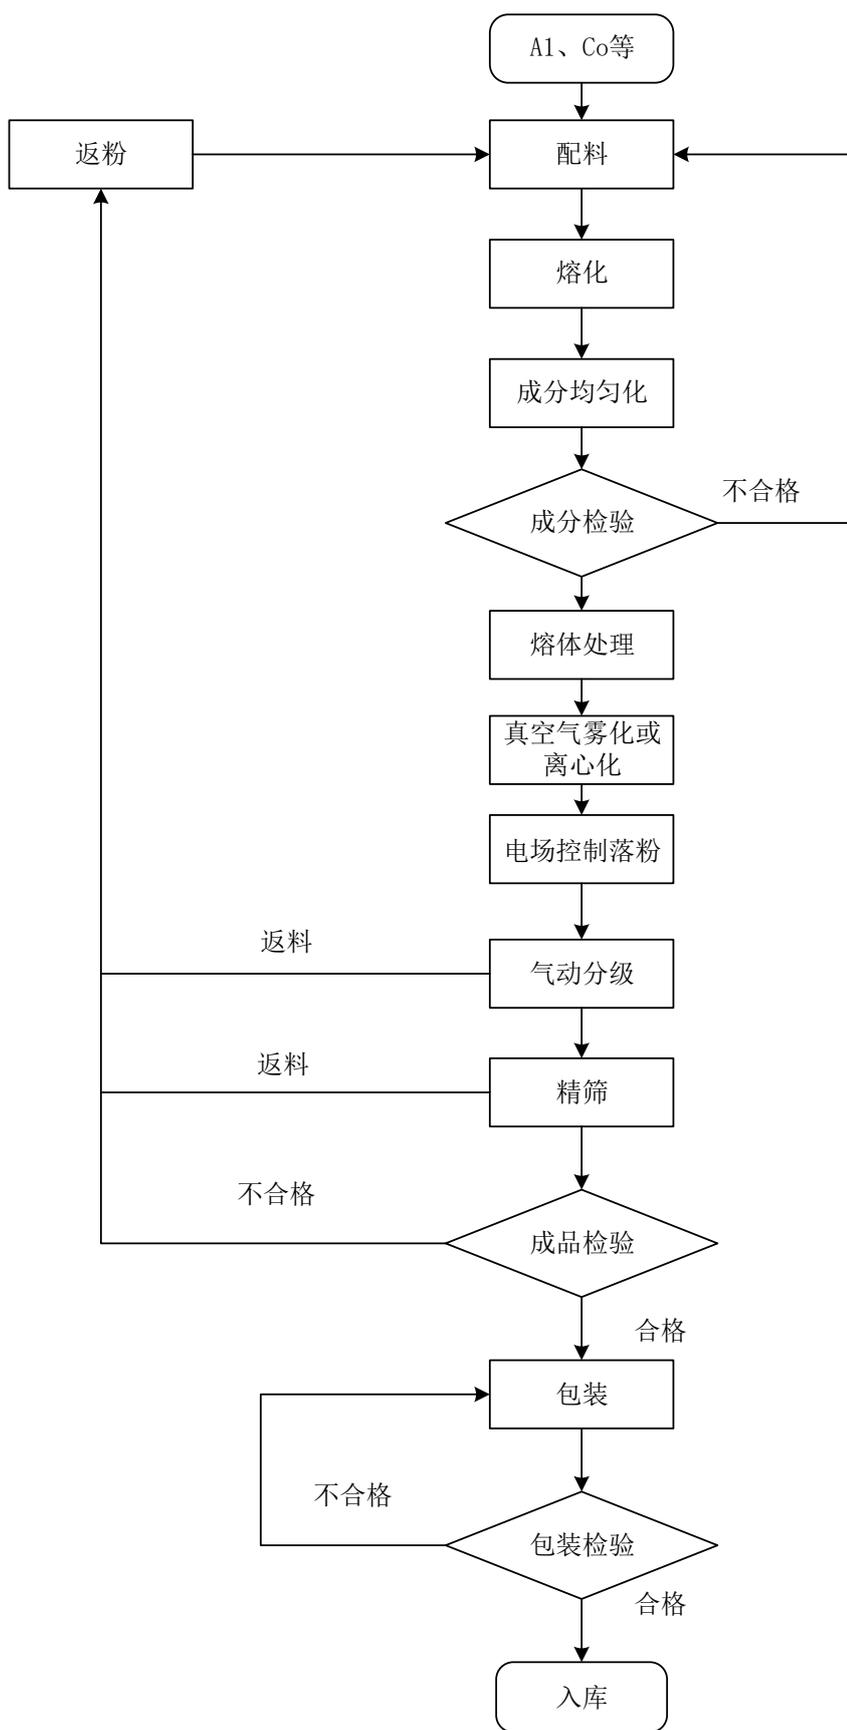 Al、Co等
返粉
配料
熔化
成分均匀化
不合格
成分检验
熔体处理
真空气雾化或
离心化
电场控制落粉
返料
气动分级
返料
精筛
不合格
成品检验
合格
包装
不合格
包装检验
合格
入库